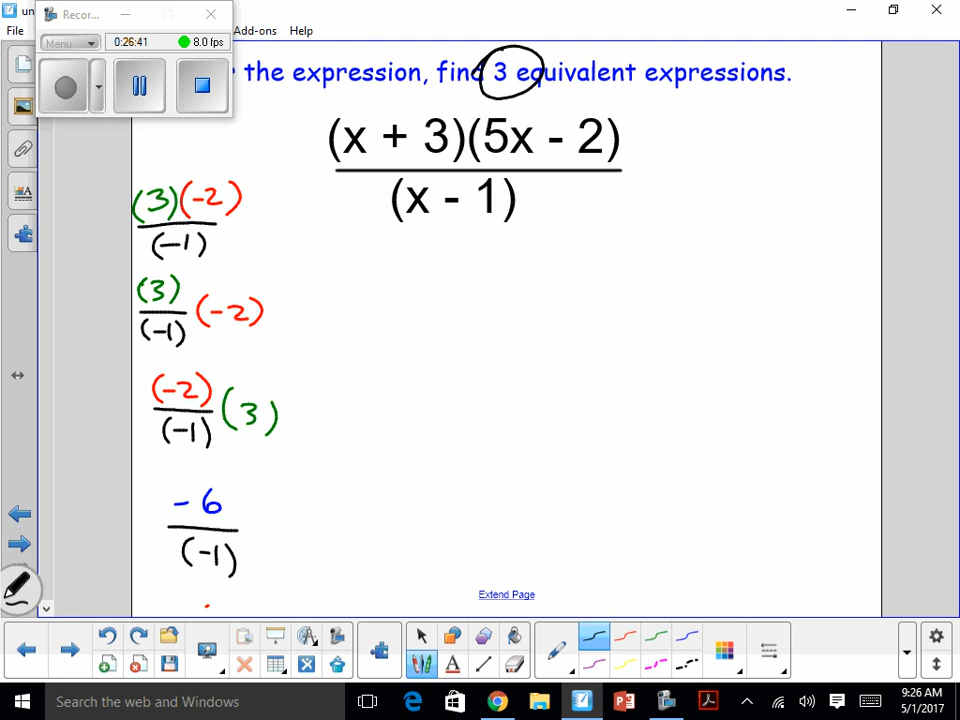 un
Recor...
Menu
0:26:41
8.0 fps
File
Add-ons
Help
the expression, find 3 equivalent expressions.
(x + 3)(5x - 2)
(x - 1)
(3)(-2)
(-1)
(3)
(-1)
(-2)
(-2)
(-1)
(3)
-6
(-1)
Extend Page
Search the web and Windows
9:26 AM
5/1/2017